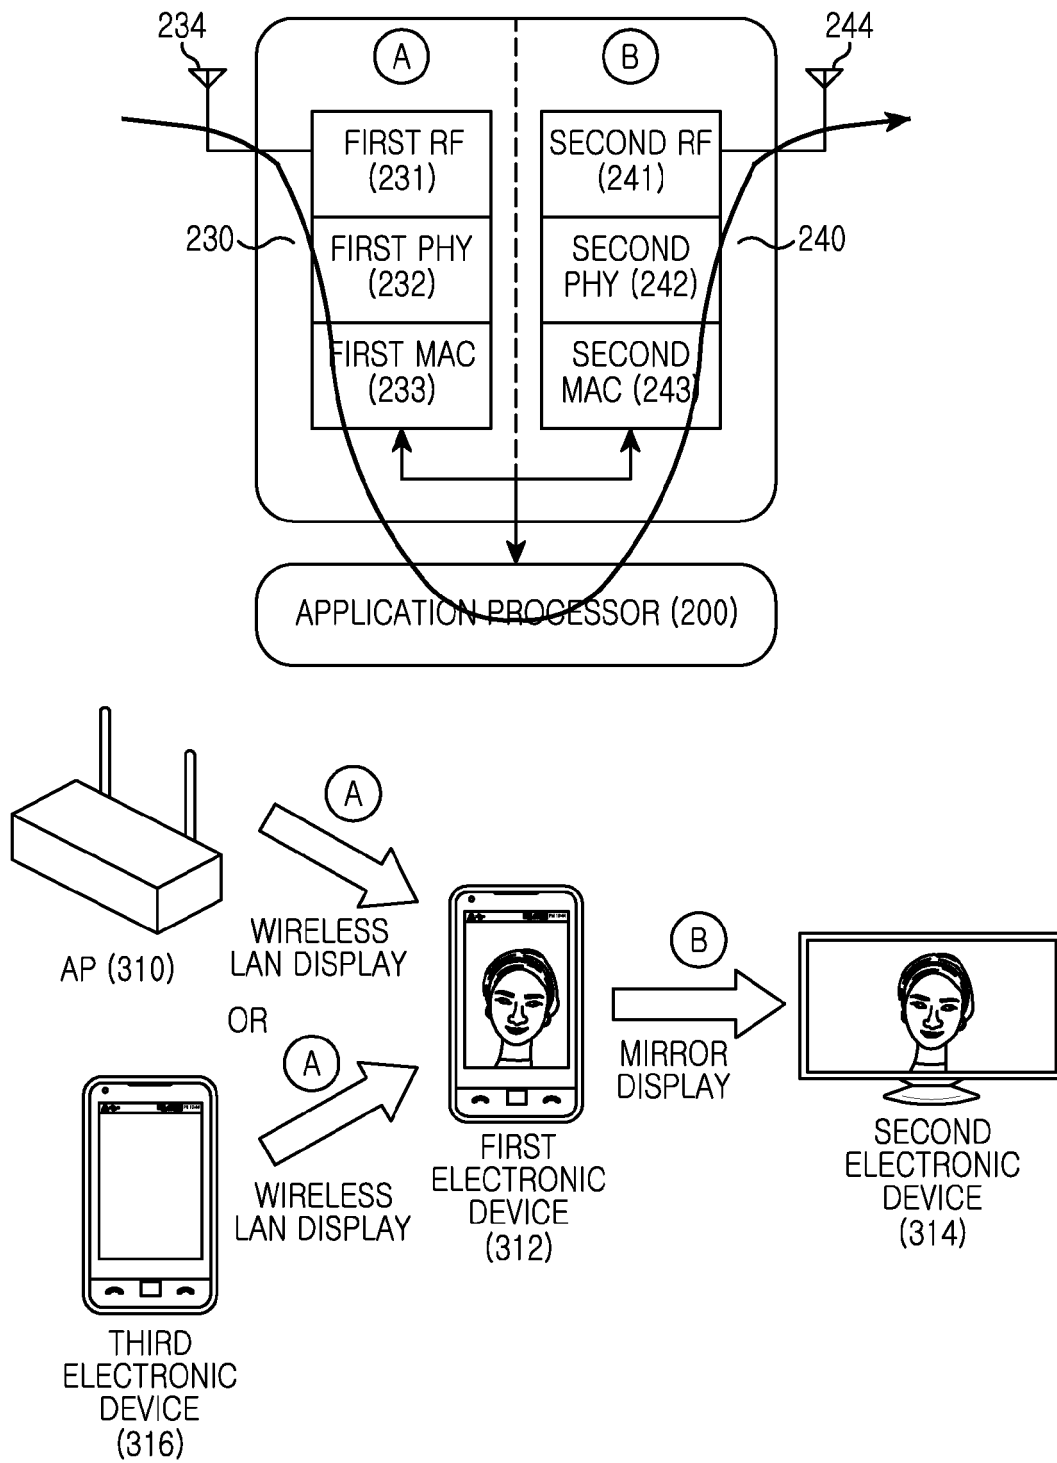 234
244
A
B
FIRST RF
(231)
SECOND RF
(241)
230
240
FIRST PHY
(232)
SECOND
PHY (242)
FIRST MAC
(233)
SECOND
MAC (243)
APPLICATION PROCESSOR (200)
A
WIRELESS
LAN DISPLAY
AP (310)
OR
A
WIRELESS
LAN DISPLAY
B
MIRROR
DISPLAY
FIRST
ELECTRONIC
DEVICE
(312)
SECOND
ELECTRONIC
DEVICE
(314)
THIRD
ELECTRONIC
DEVICE
(316)